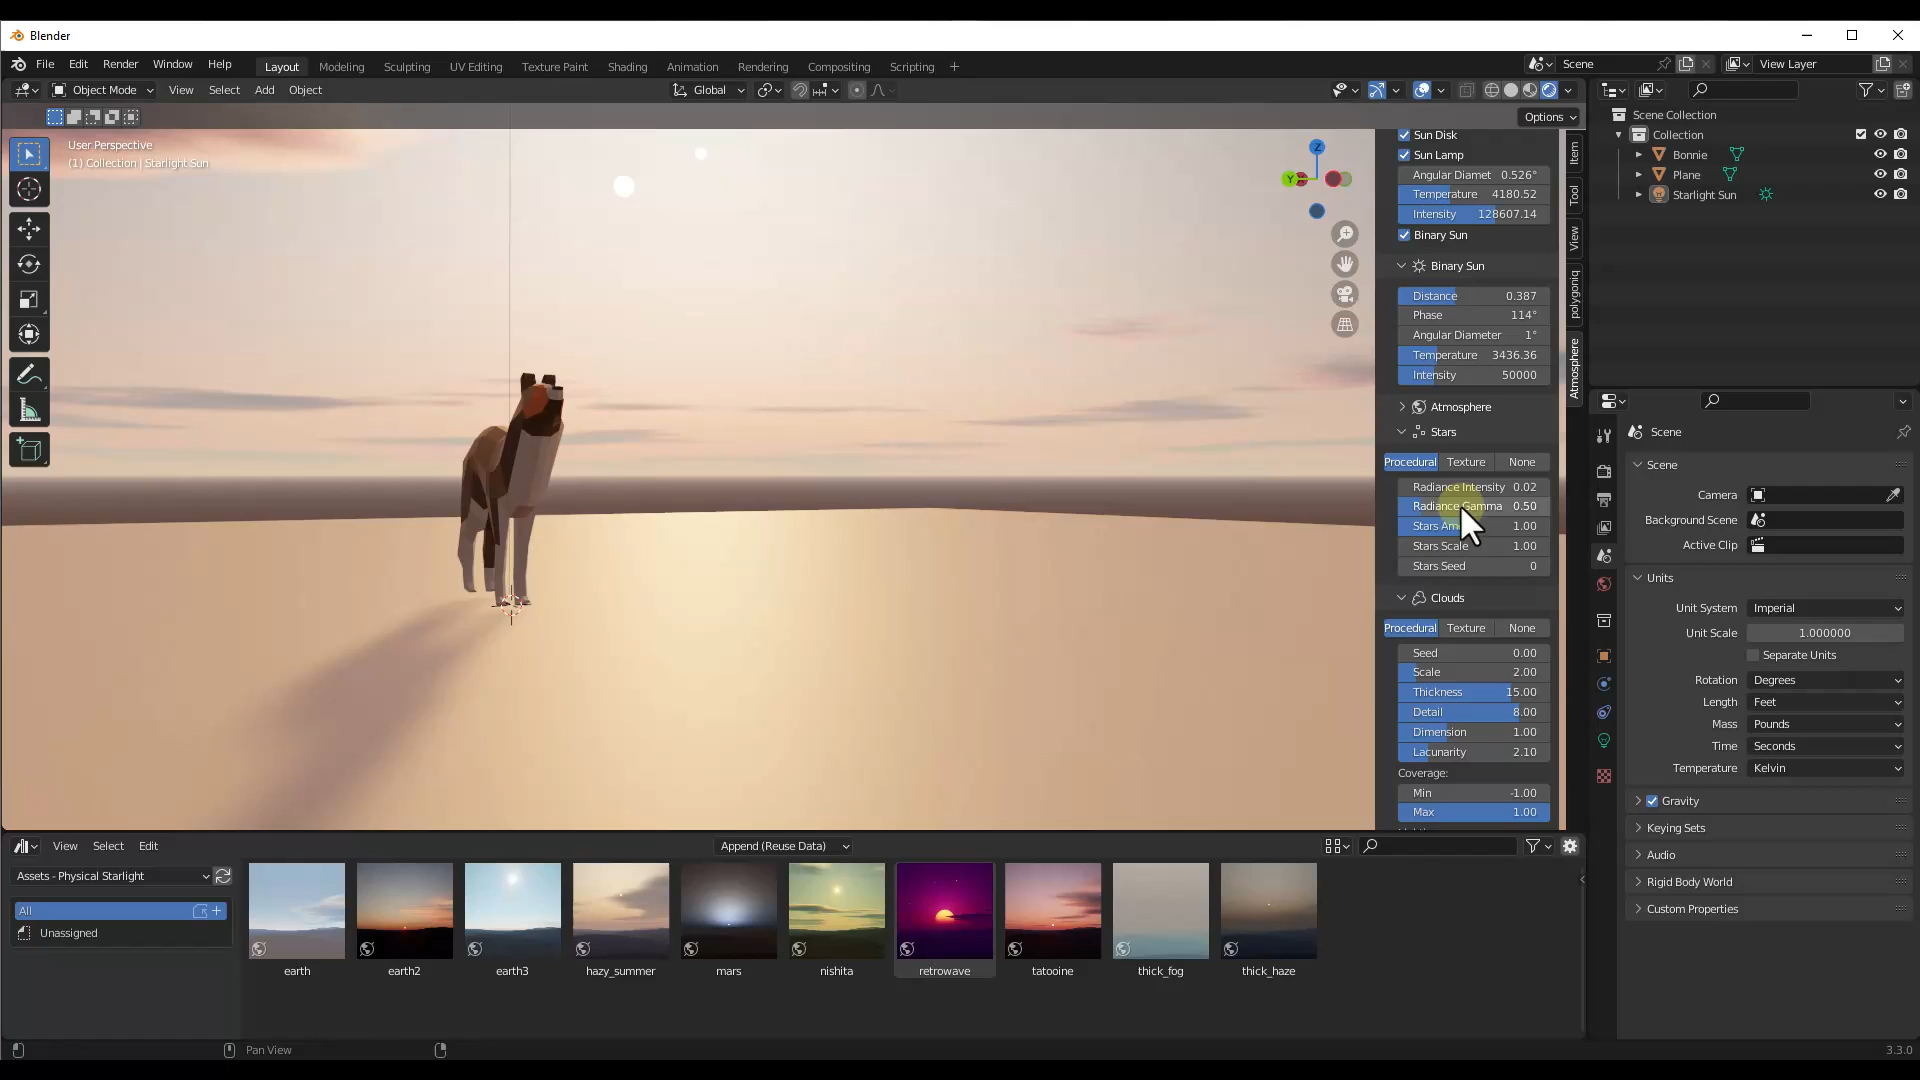 Blender
File Edit Render Window Help
Layout Modeling Sculpting UV Editing Texture Paint Shading Animation Rendering Compositing Scripting
Scene
View Layer
Object Mode View Select Add Object
Global
Options
User Perspective
(1) Collection | Starlight Sun
Z
Y
Sun Disk
Sun Lamp
Angular Diamet 0.526°
Temperature 4180.52
Intensity 128607.14
Binary Sun
Binary Sun
Distance 0.387
Phase 114°
Angular Diameter 1°
Temperature 3436.36
Intensity 50000
Atmosphere
Stars
Procedural Texture None
Radiance Intensity 0.02
Radiance Gamma 0.50
Stars Am 1.00
Stars Scale 1.00
Stars Seed 0
Clouds
Procedural Texture None
Seed 0.00
Scale 2.00
Thickness 15.00
Detail 8.00
Dimension 1.00
Lacunarity 2.10
Coverage:
Min -1.00
Max 1.00
Item
Tool
View
polygoniq
Atmosphere
Scene Collection
Collection
Bonnie
Plane
Starlight Sun
Scene
Scene
Camera
Background Scene
Active Clip
Units
Unit System Imperial
Unit Scale 1.000000
Separate Units
Rotation Degrees
Length Feet
Mass Pounds
Time Seconds
Temperature Kelvin
Gravity
Keying Sets
Audio
Rigid Body World
Custom Properties
View Select Edit
Append (Reuse Data)
Assets - Physical Starlight
All
Unassigned
earth earth2 earth3 hazy_summer mars nishita retrowave tatooine thick_fog thick_haze
Pan View
3.3.0